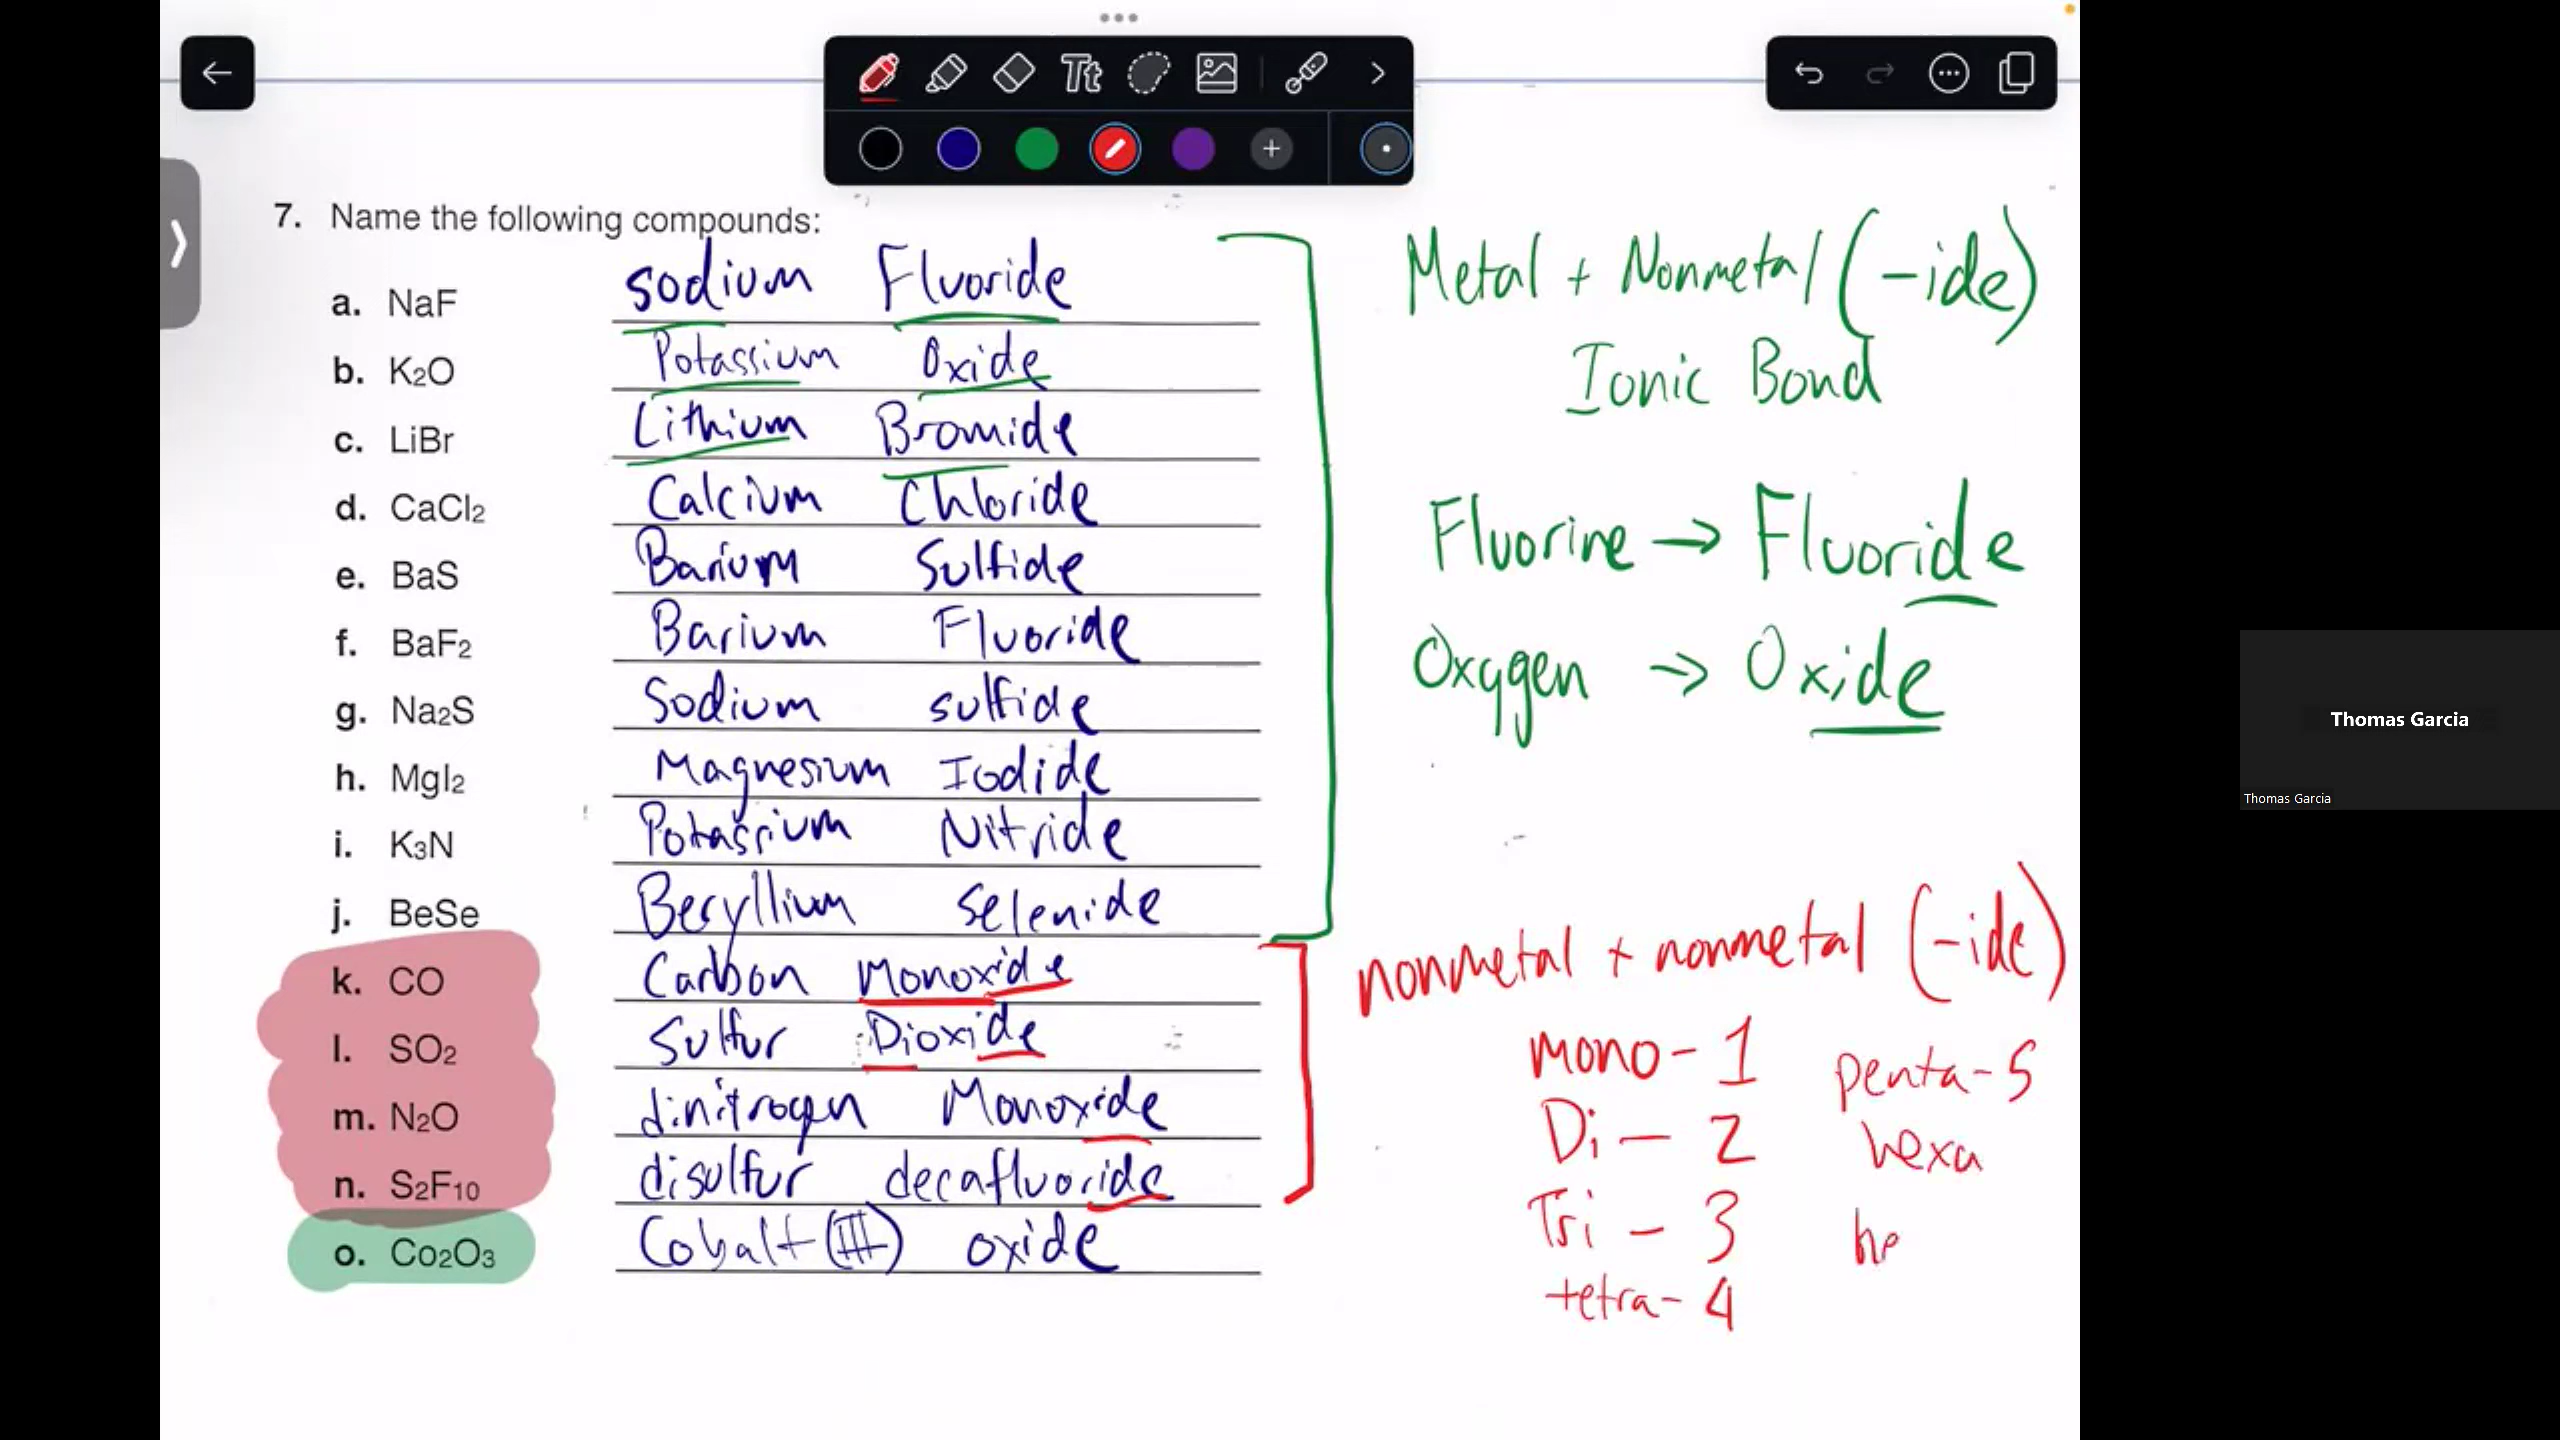 Tt
7. Name the following compounds:
a. NaF sodium Fluoride
b. K2O Potassium Oxide
c. LiBr Lithium Bromide
d. CaCl2 Calcium Chloride
e. BaS Barium Sulfide
f. BaF2 Barium Fluoride
g. Na2S Sodium sulfide
h. MgI2 Magnesium Iodide
i. K3N Potassium Nitride
j. BeSe Beryllium Selenide
k. CO Carbon Monoxide
l. SO2 Sulfur Dioxide
m. N2O dinitrogen Monoxide
n. S2F10 disulfur decafluoride
o. Co2O3 Cobalt (III) oxide
Metal + Nonmetal (-ide)
Ionic Bond
Fluorine → Fluoride
Oxygen → Oxide
nonmetal + nonmetal (-ide)
mono - 1 penta - 5
Di - 2 hexa
Tri - 3 he
tetra - 4
Thomas Garcia
Thomas Garcia